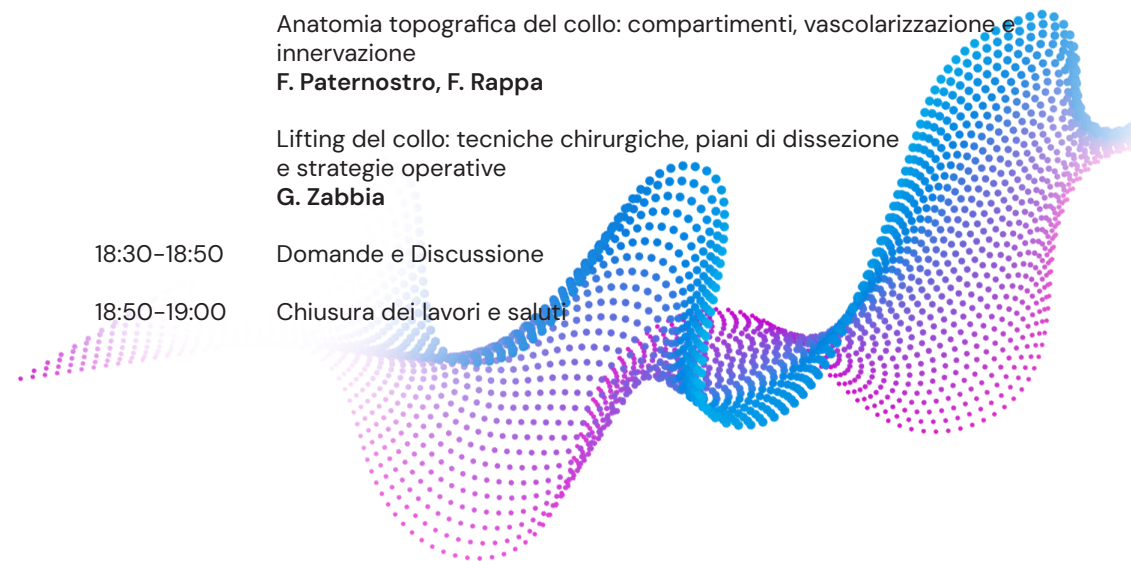 Anatomia topografica del collo: compartimenti, vascolarizzazione e
innervazione
F. Paternostro, F. Rappa
Lifting del collo: tecniche chirurgiche, piani di dissezione
e strategie operative
G. Zabbia
18:30-18:50 Domande e Discussione
18:50-19:00 Chiusura dei lavori e saluti